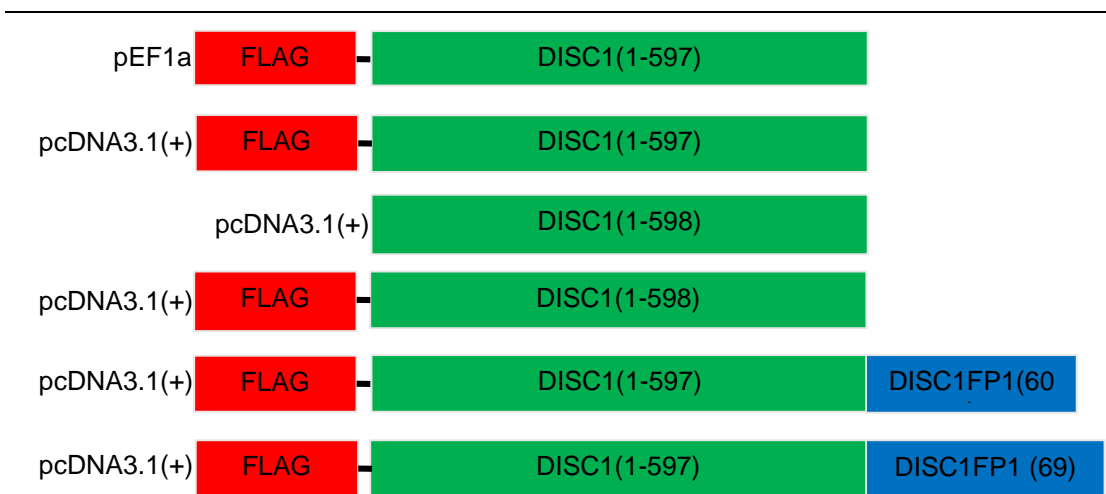 pEF1a FLAG - DISC1(1-597)
pcDNA3.1(+) FLAG - DISC1(1-597)
pcDNA3.1(+) DISC1(1-598)
pcDNA3.1(+) FLAG - DISC1(1-598)
pcDNA3.1(+) FLAG - DISC1(1-597) DISC1FP1(60
pcDNA3.1(+) FLAG - DISC1(1-597) DISC1FP1 (69)